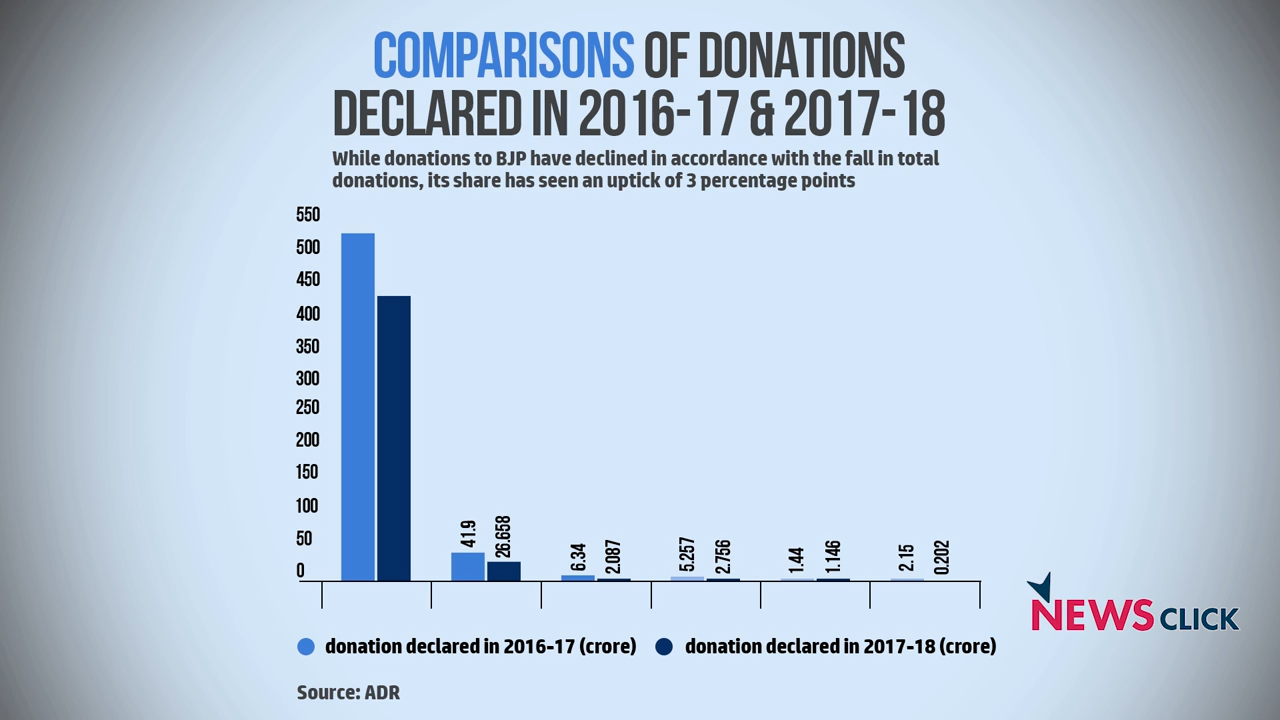 COMPARISONS OF DONATIONS
DECLARED IN 2016-17 & 2017-18
While donations to BJP have declined in accordance with the fall in total
donations, its share has seen an uptick of 3 percentage points
550
500
450
400
350
300
250
200
150
100
50
0
41.9
26.658
6.34
2.087
5.257
2.756
1.44
1.146
2.15
0.202
donation declared in 2016-17 (crore)
donation declared in 2017-18 (crore)
Source: ADR
NEWSCLICK